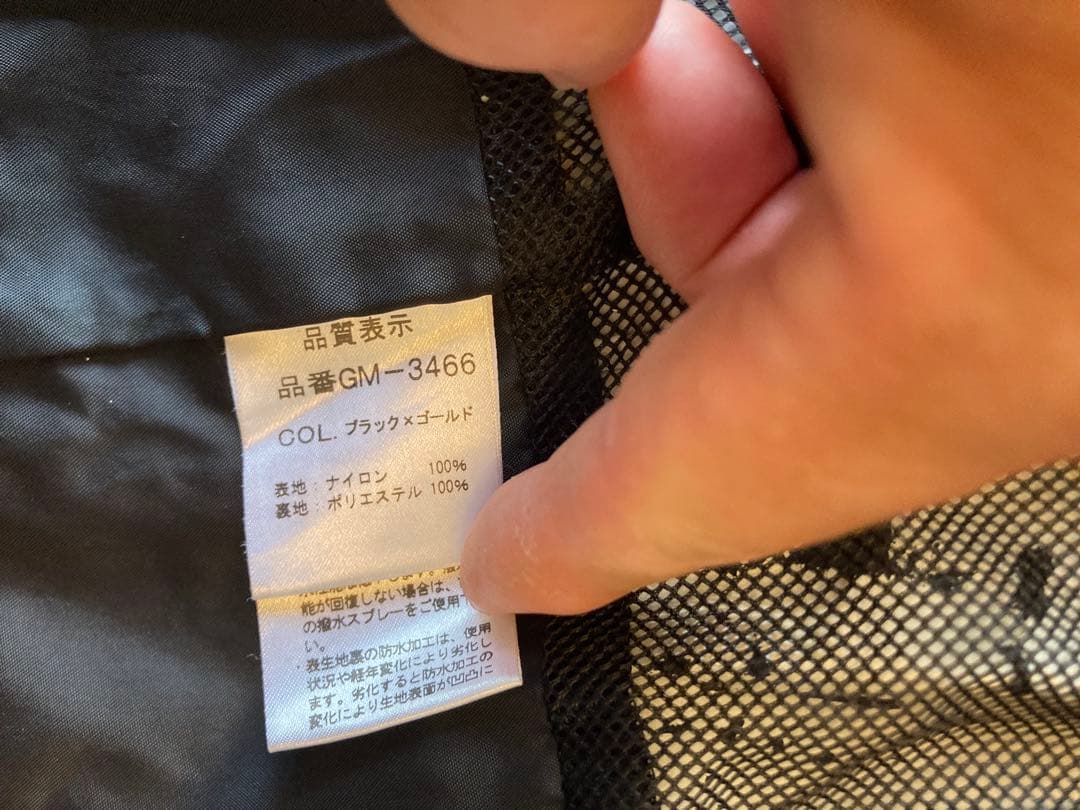 品質表示
品番GM-3466
COL. ブラック×ゴールド
表地：ナイロン 100%
裏地：ポリエステル 100%
能が回復しない場合は、
の撥水スプレーをご使用
い。
・表生地裏の防水加工は、使用
状況や経年変化により劣化し
ます。劣化すると防水加工の
変化により生地表面が凹凸に